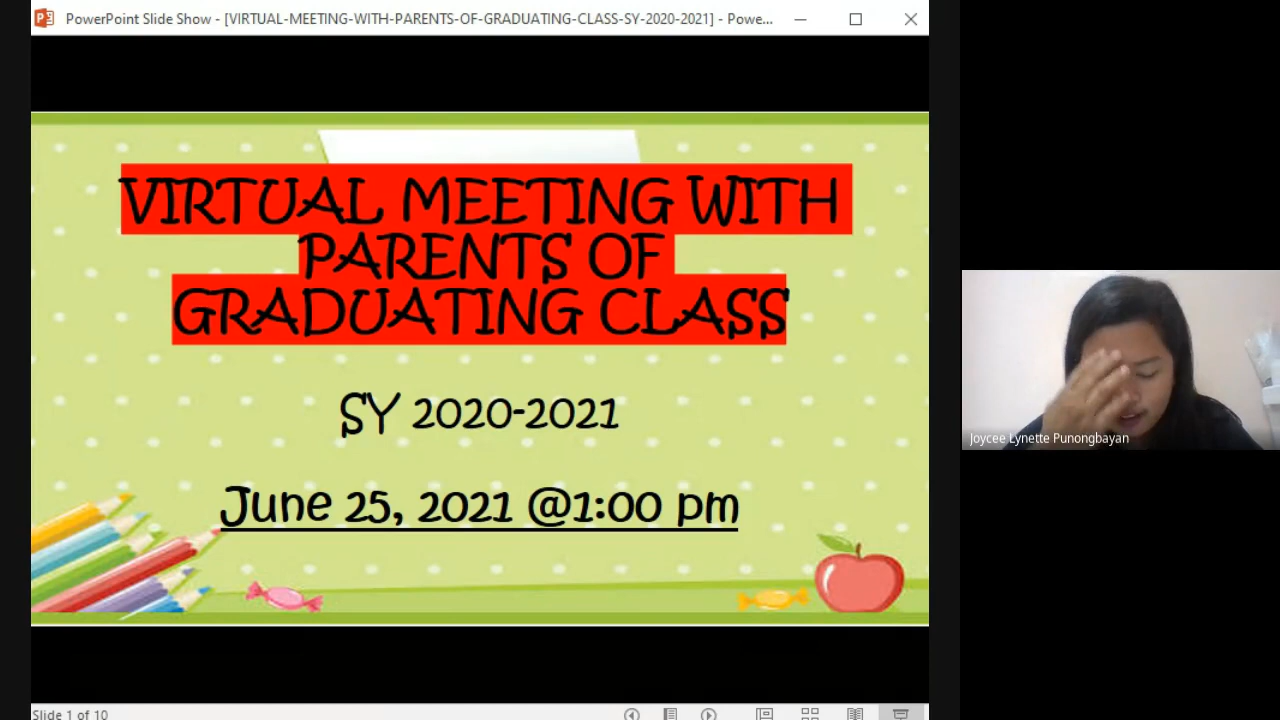 PowerPoint Slide Show - [VIRTUAL-MEETING-WITH-PARENTS-OF-GRADUATING-CLASS-SY-2020-2021] - Powe...
VIRTUAL MEETING WITH
PARENTS OF
GRADUATING CLASS
SY 2020-2021
June 25, 2021 @1:00 pm
Joycee Lynette Punongbayan
Slide 1 of 10